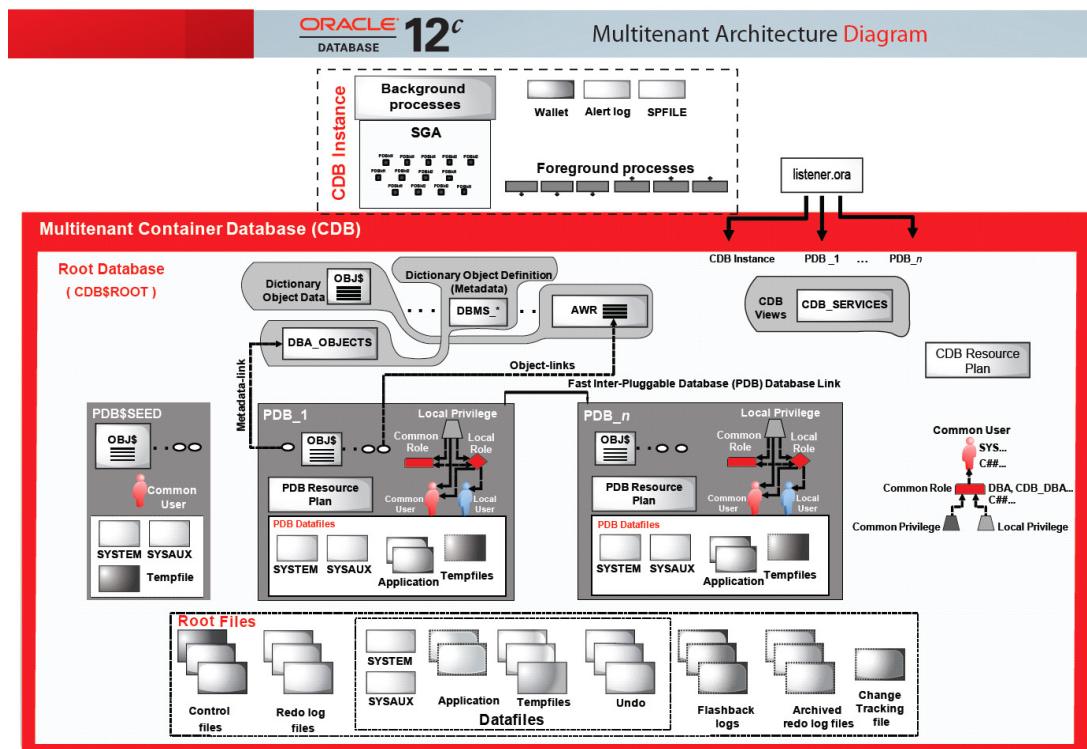 ORACLE
DATABASE 12c
Multitenant Architecture Diagram
CDB Instance
Background
processes
SGA
Wallet
Alert log
SPFILE
Foreground processes
listener.ora
Multitenant Container Database (CDB)
Root Database
( CDB$ROOT )
CDB Instance
PDB _1
...
PDB_n
Dictionary
Object Data
OBJ$
Dictionary Object Definition
(Metadata)
DBMS_*
AWR
DBA_OBJECTS
CDB
Views
CDB_SERVICES
CDB Resource
Plan
Metadata-link
Object-links
Fast Inter-Pluggable Database (PDB) Database Link
PDB$SEED
OBJ$
Common
User
SYSTEM
SYSAUX
Tempfile
PDB_1
OBJ$
Local Privilege
Common
Role
Local
Role
PDB Resource
Plan
Common
User
Local
User
PDB Datafiles
SYSTEM
SYSAUX
Application
Tempfiles
PDB_n
OBJ$
Local Privilege
Common
Role
Local
Role
PDB Resource
Plan
Common
User
Local
User
PDB Datafiles
SYSTEM
SYSAUX
Application
Tempfiles
Common User
SYS...
C##...
Common Role
DBA, CDB_DBA...
C##...
Common Privilege
Local Privilege
Root Files
Control
files
Redo log
files
SYSTEM
SYSAUX
Application
Tempfiles
Undo
Datafiles
Flashback
logs
Archived
redo log files
Change
Tracking
file